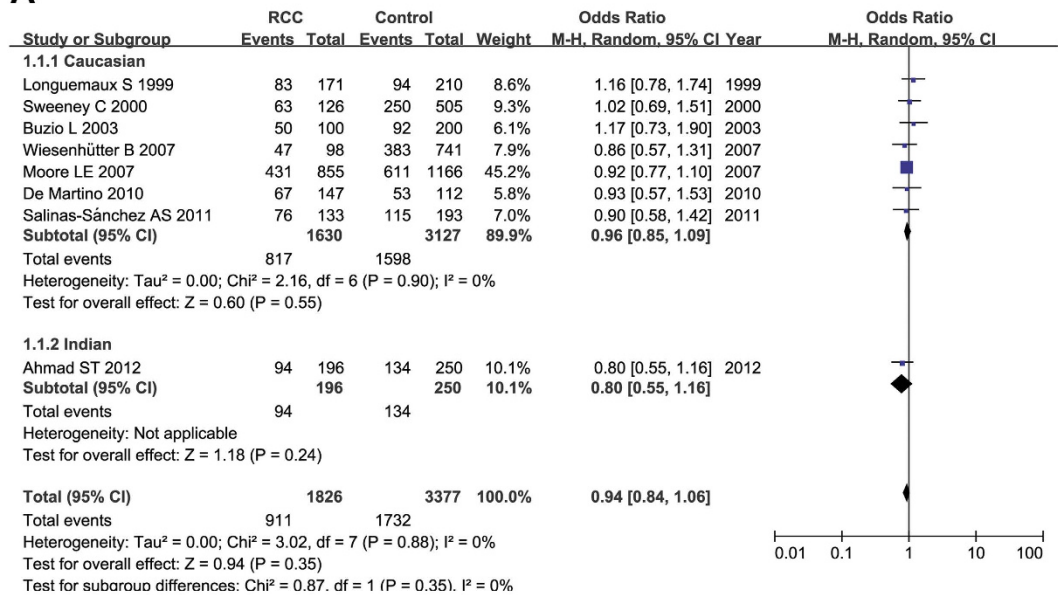 A
RCC Control Odds Ratio Odds Ratio
Study or Subgroup Events Total Events Total Weight M-H, Random, 95% CI Year M-H, Random, 95% CI
1.1.1 Caucasian
Longuemaux S 1999 83 171 94 210 8.6% 1.16 [0.78, 1.74] 1999
Sweeney C 2000 63 126 250 505 9.3% 1.02 [0.69, 1.51] 2000
Buzio L 2003 50 100 92 200 6.1% 1.17 [0.73, 1.90] 2003
Wiesenhütter B 2007 47 98 383 741 7.9% 0.86 [0.57, 1.31] 2007
Moore LE 2007 431 855 611 1166 45.2% 0.92 [0.77, 1.10] 2007
De Martino 2010 67 147 53 112 5.8% 0.93 [0.57, 1.53] 2010
Salinas-Sánchez AS 2011 76 133 115 193 7.0% 0.90 [0.58, 1.42] 2011
Subtotal (95% CI) 1630 3127 89.9% 0.96 [0.85, 1.09]
Total events 817 1598
Heterogeneity: Tau² = 0.00; Chi² = 2.16, df = 6 (P = 0.90); I² = 0%
Test for overall effect: Z = 0.60 (P = 0.55)
1.1.2 Indian
Ahmad ST 2012 94 196 134 250 10.1% 0.80 [0.55, 1.16] 2012
Subtotal (95% CI) 196 250 10.1% 0.80 [0.55, 1.16]
Total events 94 134
Heterogeneity: Not applicable
Test for overall effect: Z = 1.18 (P = 0.24)
Total (95% CI) 1826 3377 100.0% 0.94 [0.84, 1.06]
Total events 911 1732
Heterogeneity: Tau² = 0.00; Chi² = 3.02, df = 7 (P = 0.88); I² = 0%
Test for overall effect: Z = 0.94 (P = 0.35)
Test for subgroup differences: Chi² = 0.87, df = 1 (P = 0.35), I² = 0%
0.01 0.1 1 10 100